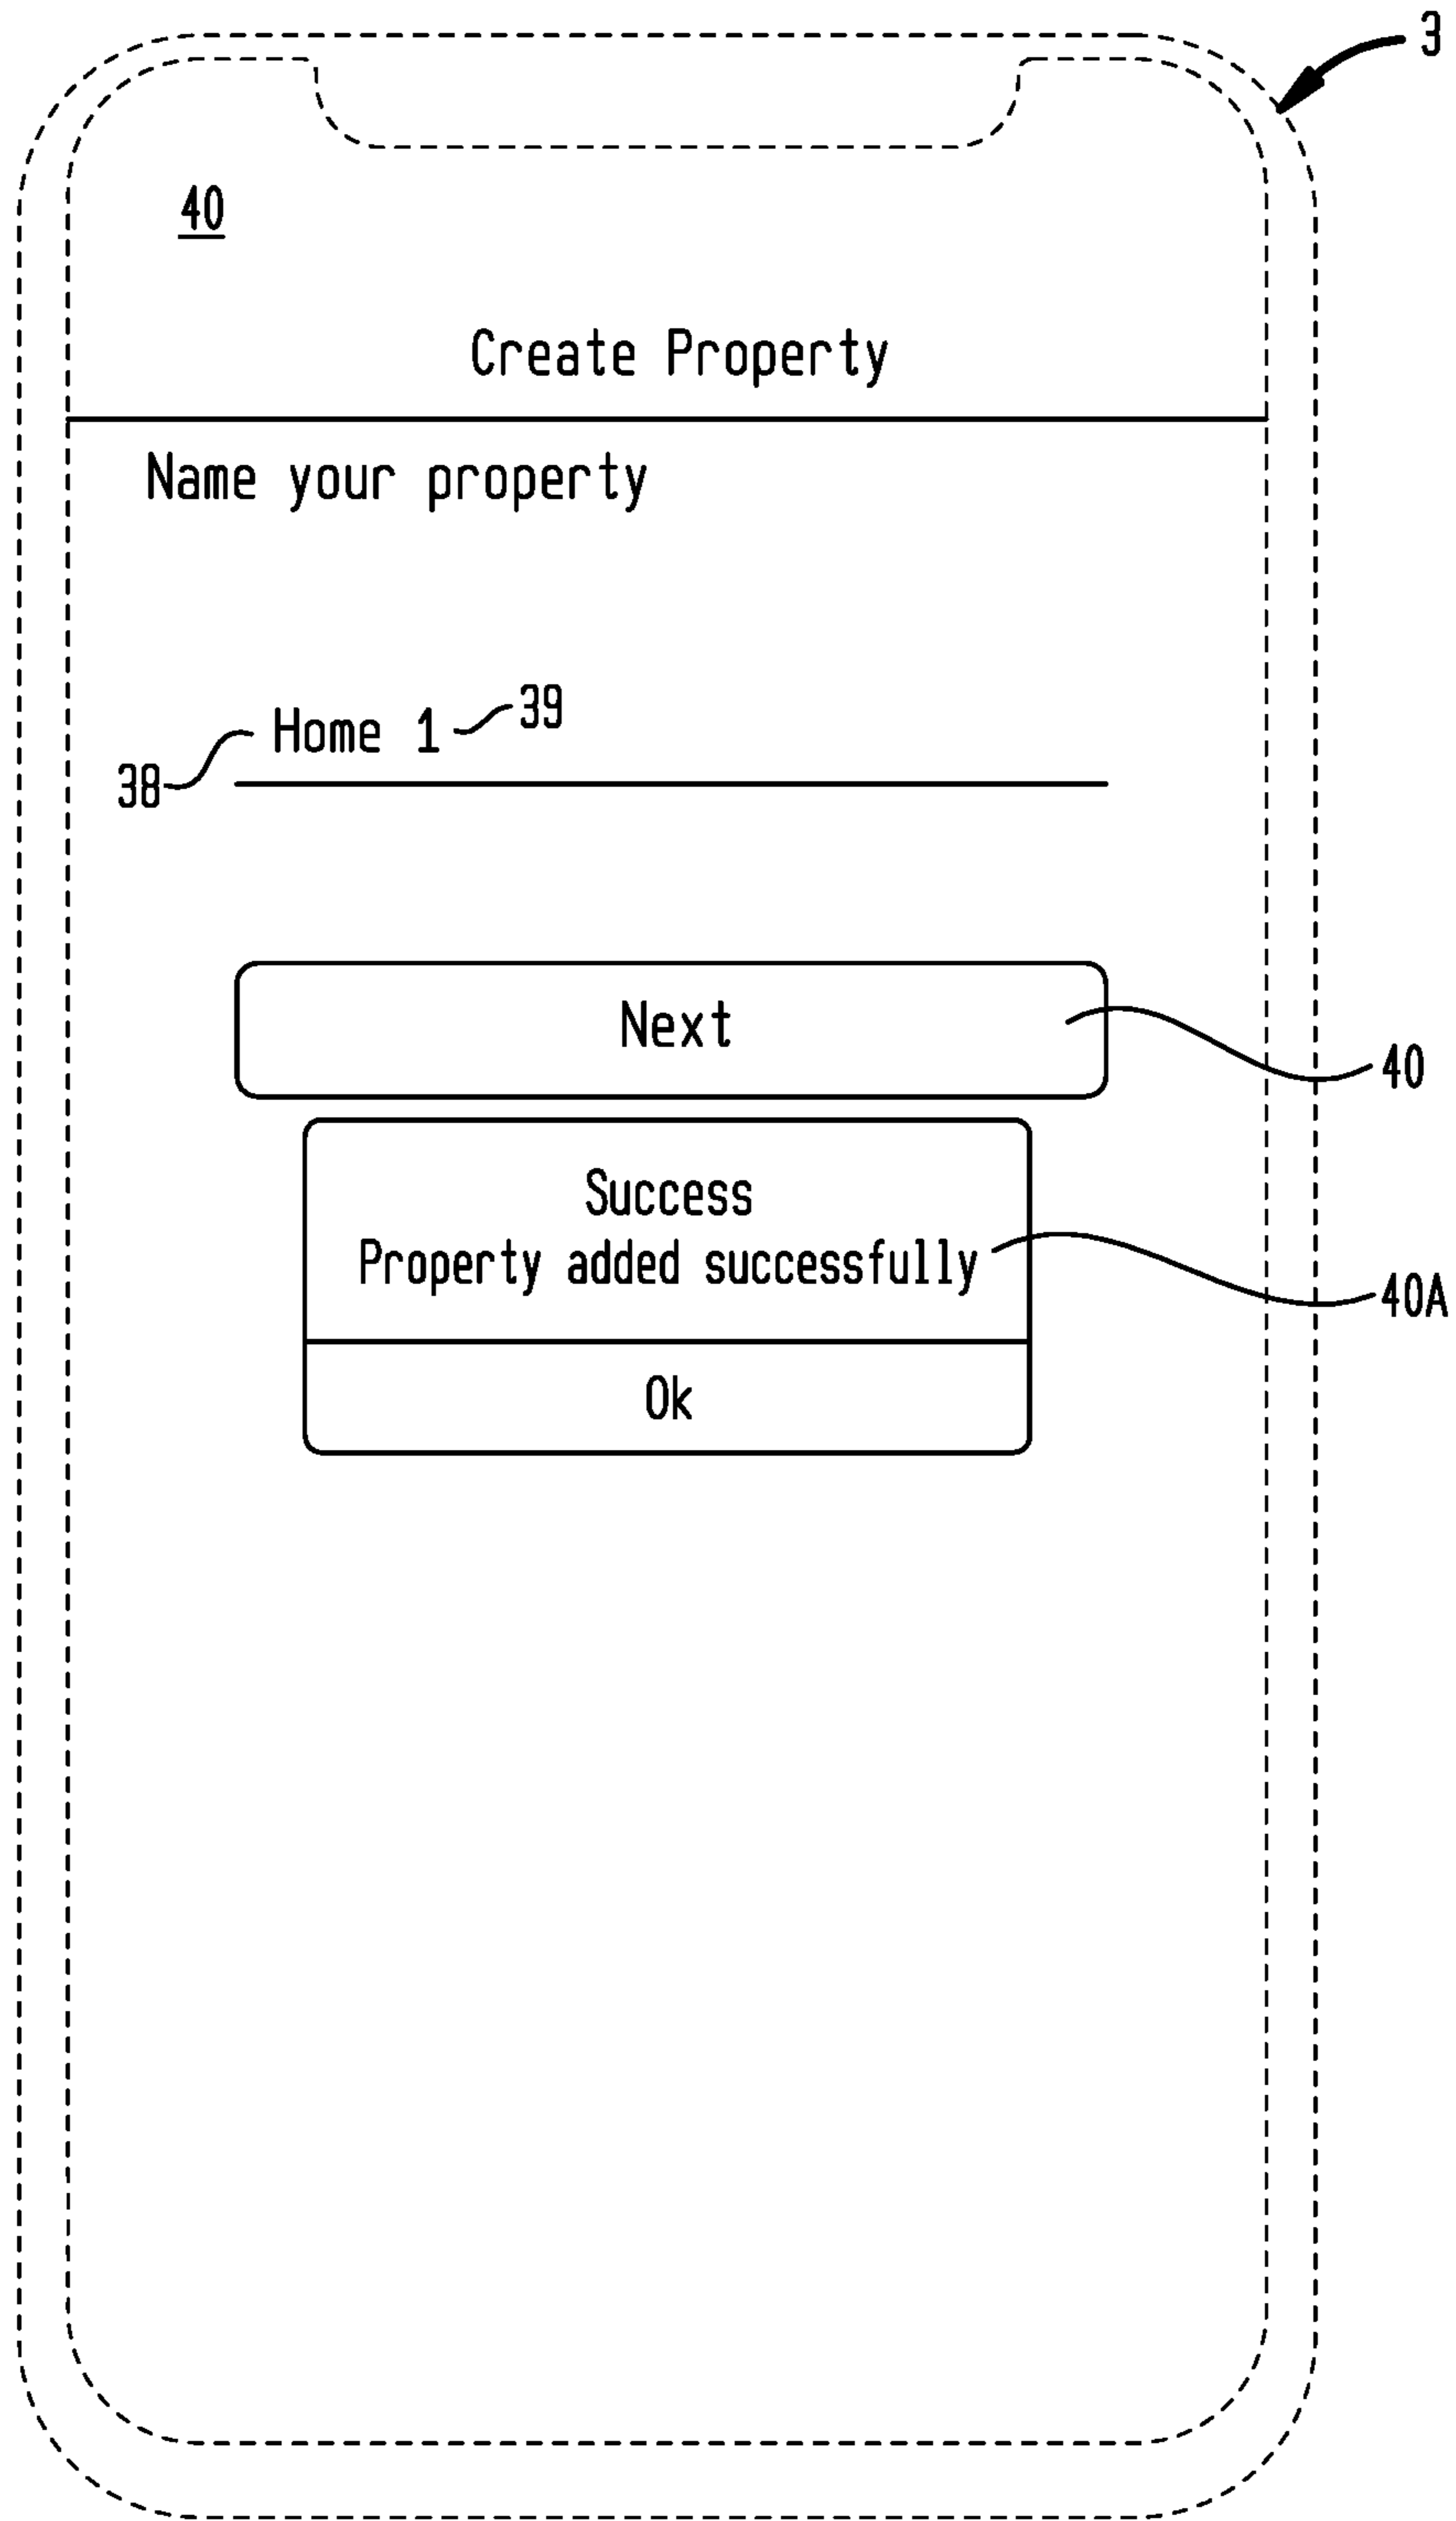 3
40
Create Property
Name your property
Home 1
39
38
Next
40
Success
Property added successfully
40A
Ok